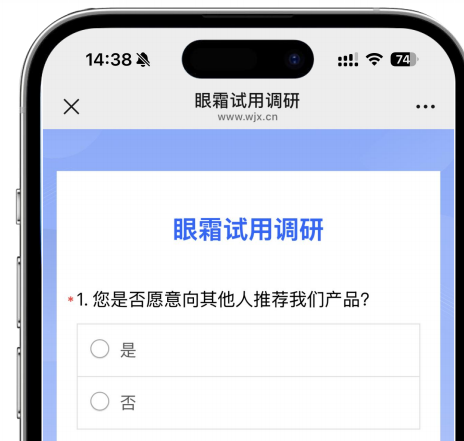 14:38
74
眼霜试用调研
www.wjx.cn
眼霜试用调研
*1. 您是否愿意向其他人推荐我们产品?
是
否